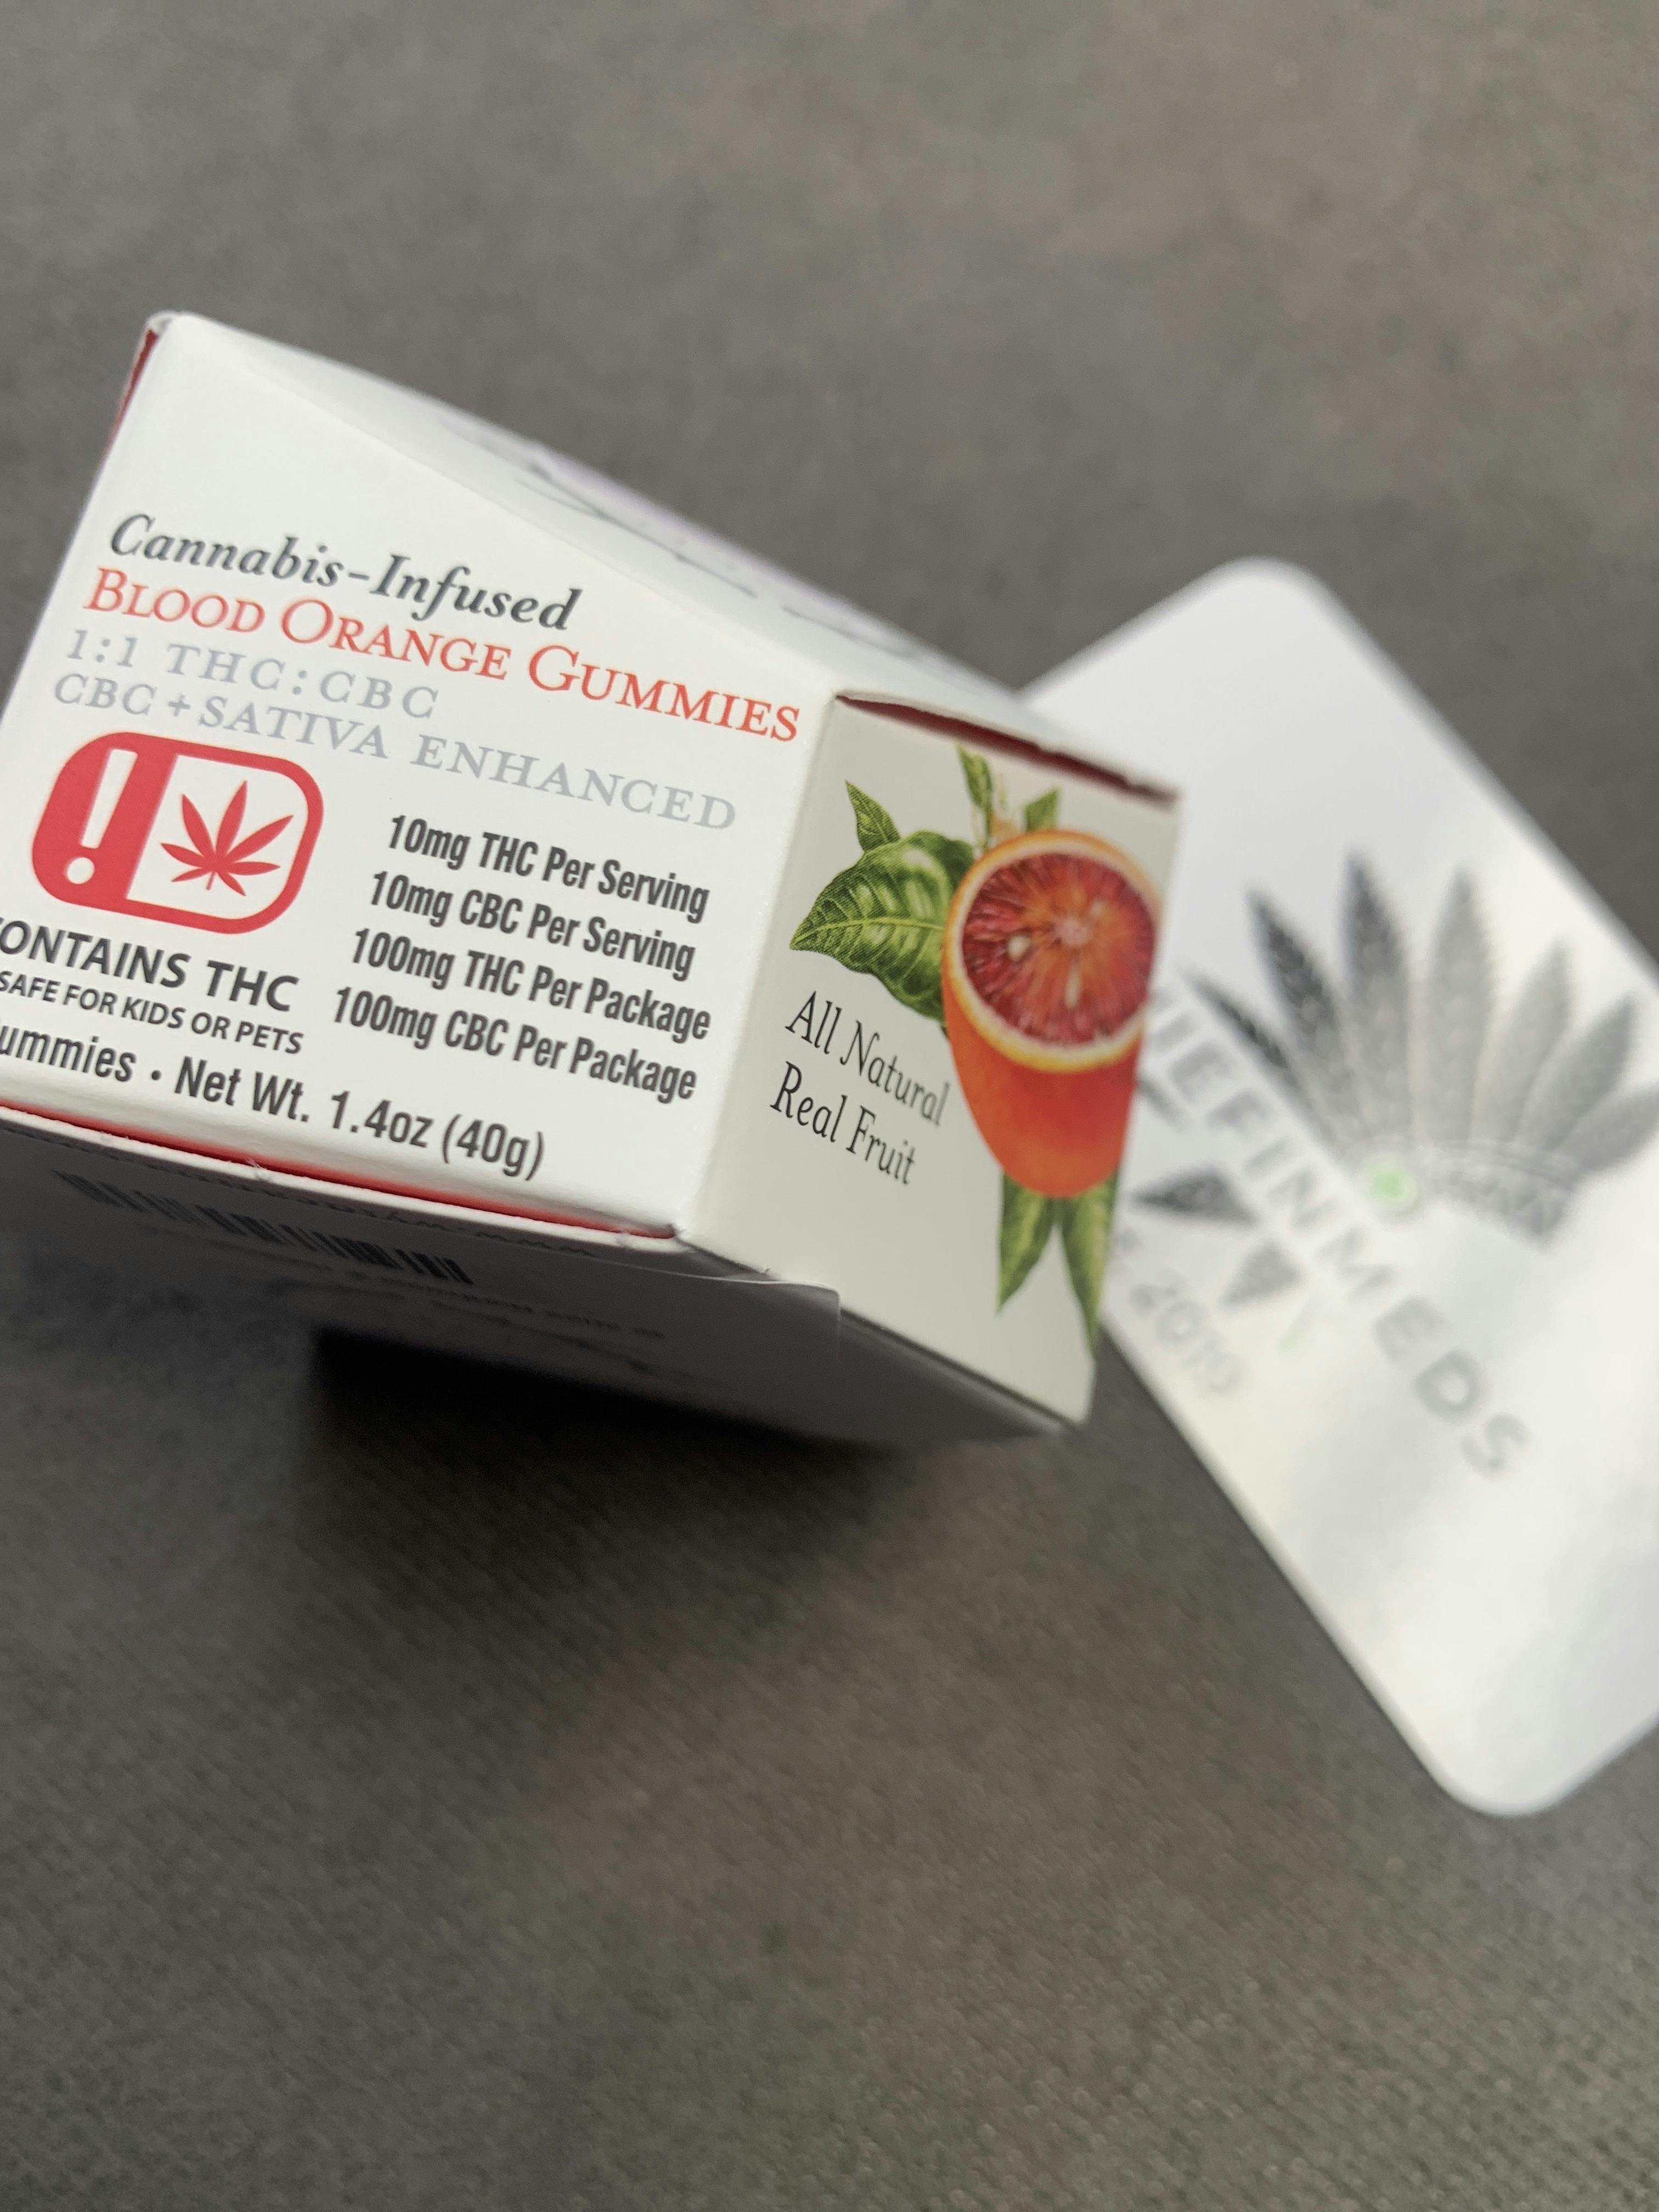 Cannabis-Infused
BLOOD ORANGE GUMMIES
1:1 THC:CBC
CBC+SATIVA ENHANCED
10mg THC Per Serving
10mg CBC Per Serving
100mg THC Per Package
100mg CBC Per Package
ONTAINS THC
SAFE FOR KIDS OR PETS
ummies • Net Wt. 1.4oz (40g)
All Natural
Real Fruit
HEFINMEDS
2019